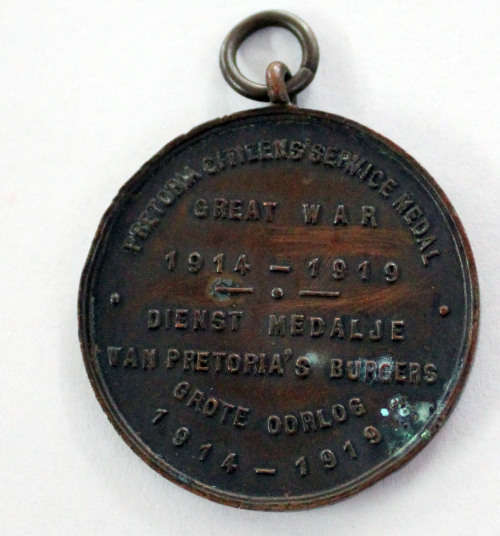 PRETORIA CITIZENS' SERVICE MEDAL
GREAT WAR
1914 – 1919
DIENST MEDALJE
VAN PRETORIA'S BURGERS
GROTE OORLOG
1914 – 1919